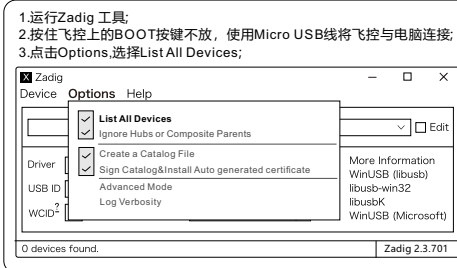 1.运行Zadig 工具;
2.按住飞控上的BOOT按键不放，使用Micro USB线将飞控与电脑连接;
3.点击Options,选择List All Devices;
X Zadig
Device Options Help
List All Devices
Edit
Ignore Hubs or Composite Parents
Create a Catalog File
Sign Catalog&Install Auto generated certificate
Advanced Mode
Log Verbosity
Driver
USB ID
WCID?
More Information
WinUSB (libusb)
libusb-win32
libusbK
WinUSB (Microsoft)
0 devices found.
Zadig 2.3.701